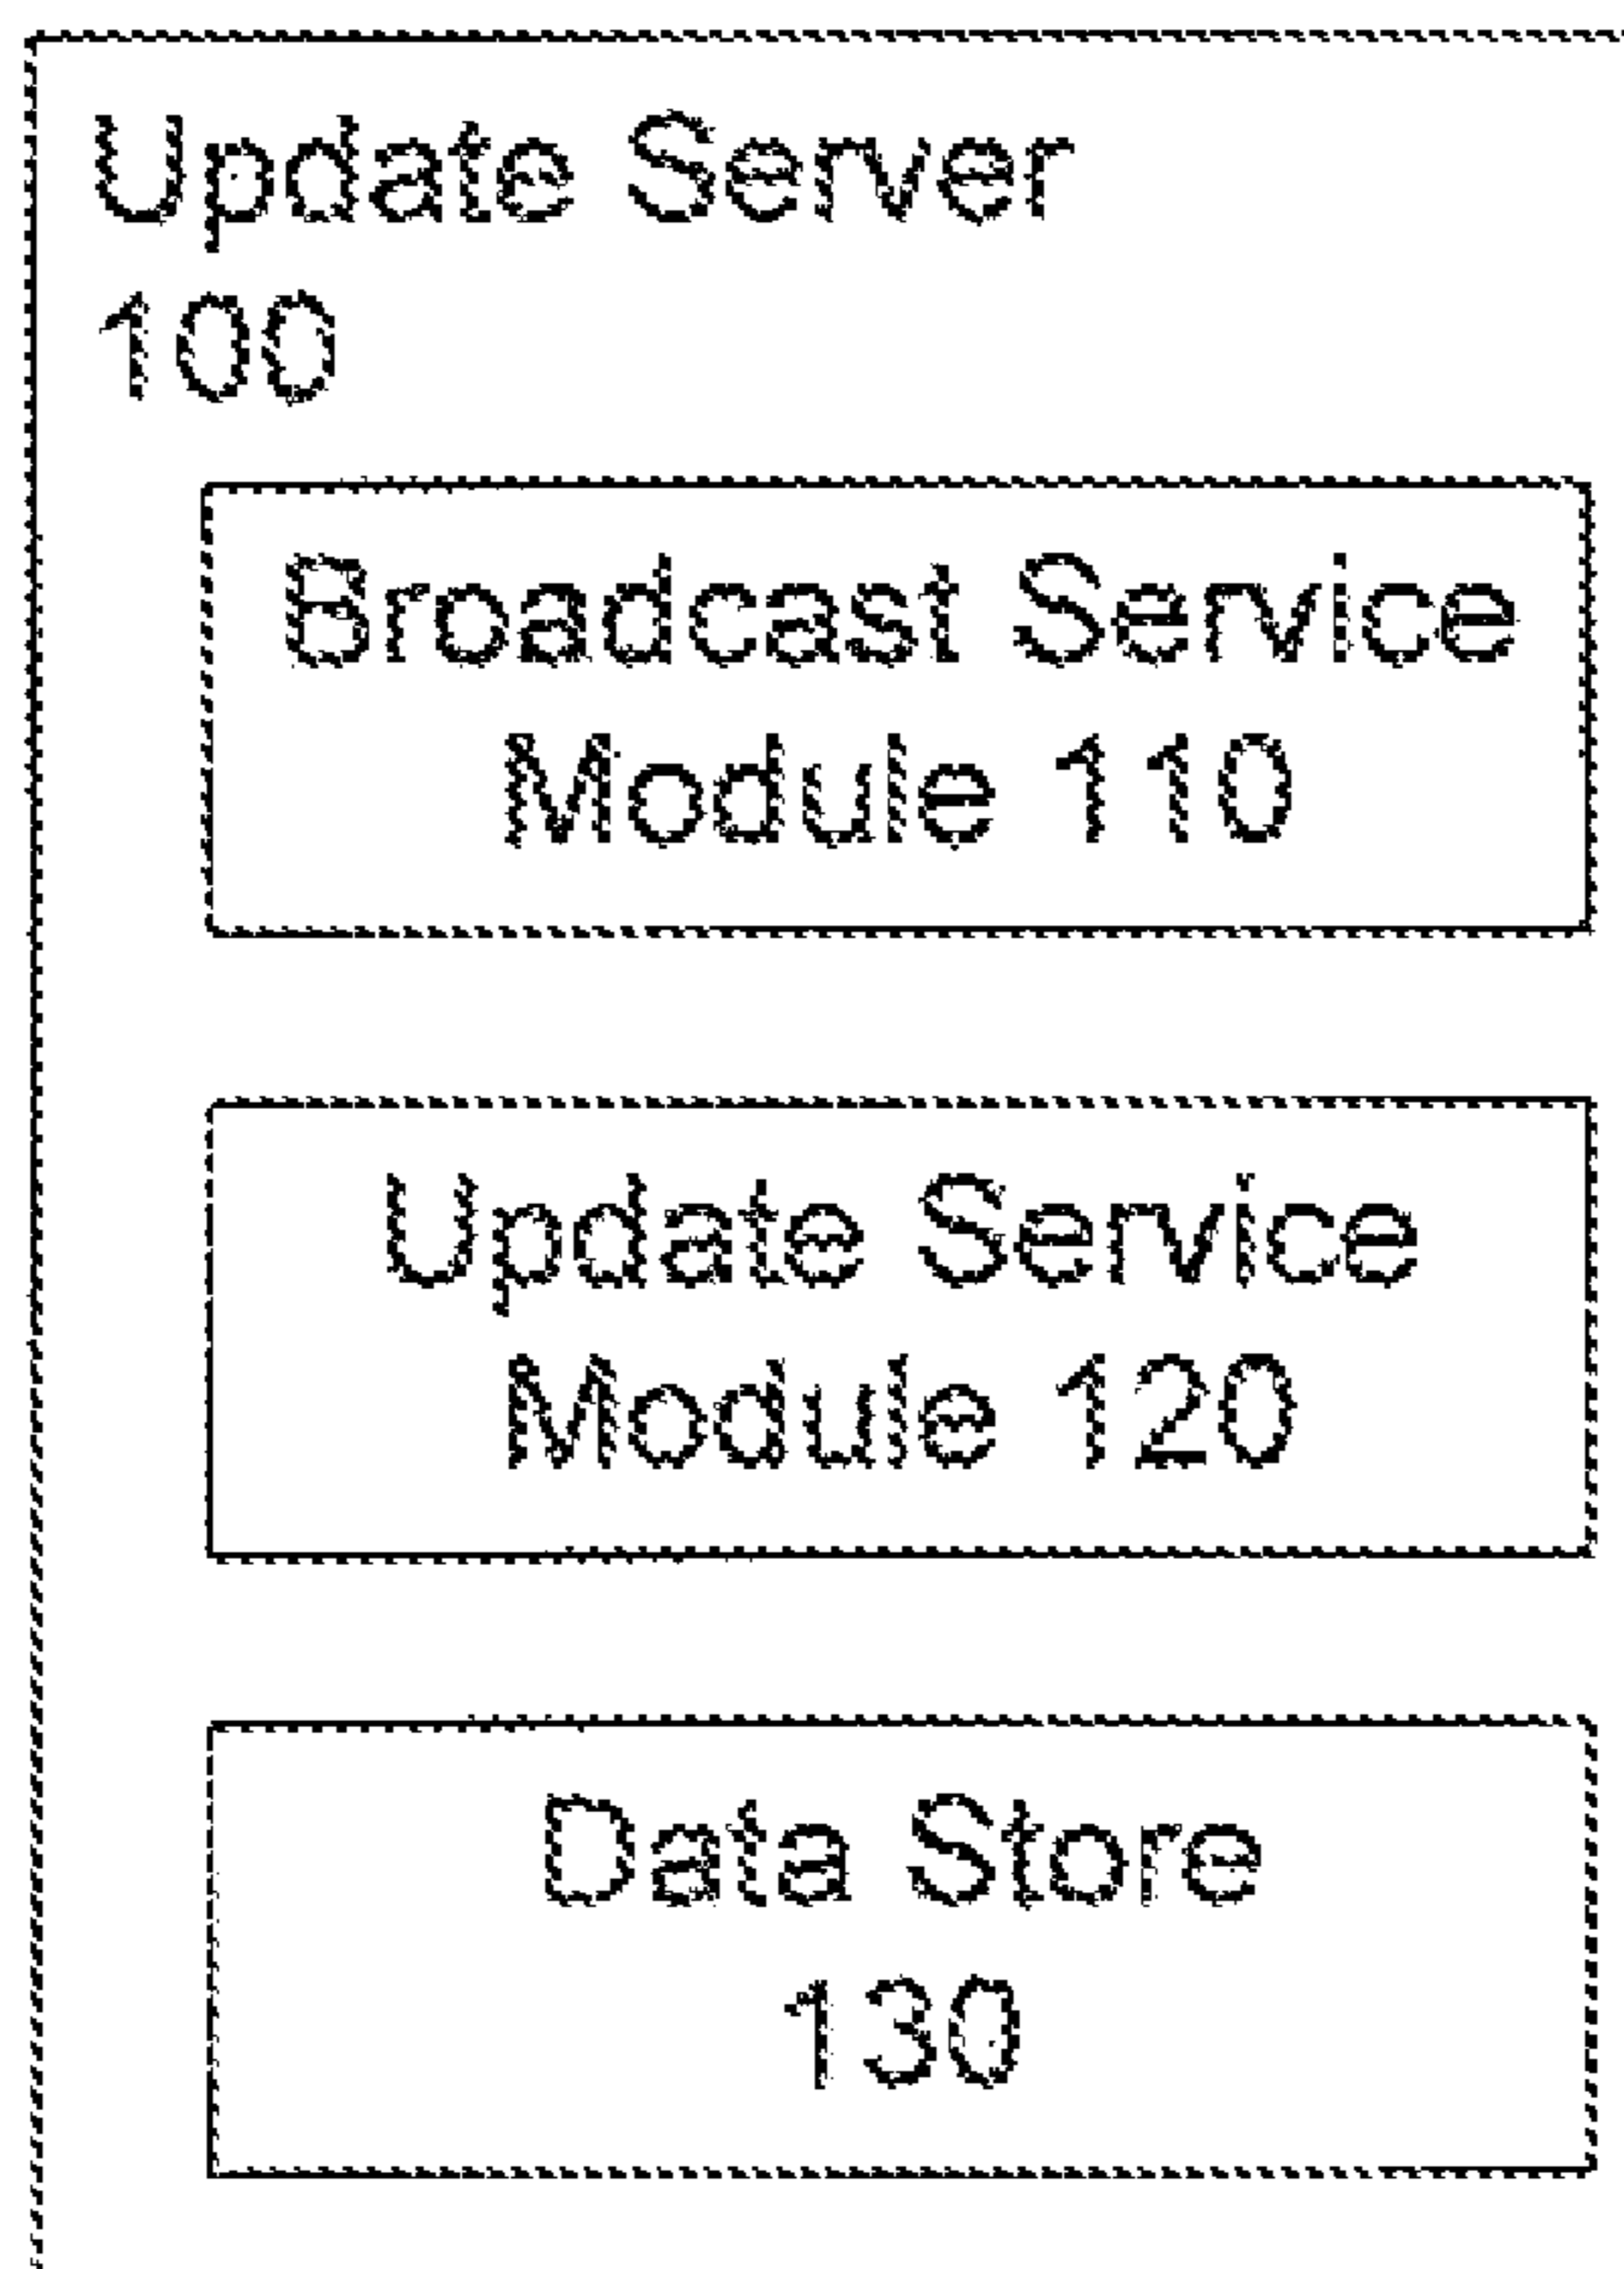 Update Server
100
Broadcast Service
Module 110
Update Service
Module 120
Data Store
130